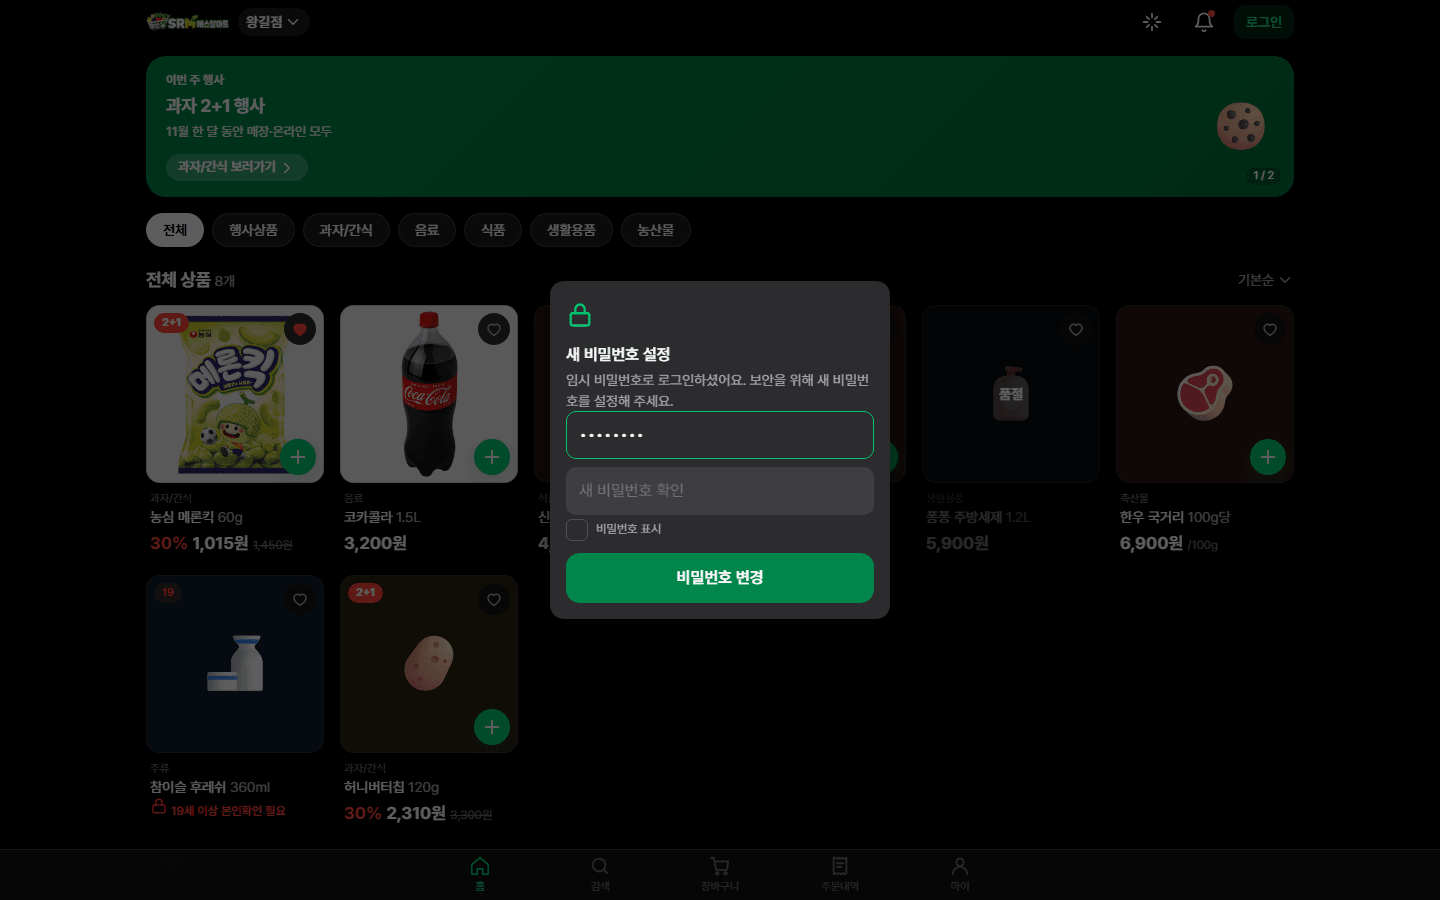 SRM 에스알마트
왕길점
로그인
이번 주 행사
과자 2+1 행사
11월 한 달 동안 매장·온라인 모두
과자/간식 보러가기
1 / 2
전체
행사상품
과자/간식
음료
식품
생활용품
농산물
전체 상품 8개
기본순
2+1
농심
메론킥
Coca-Cola
품절
과자/간식
농심 메론킥 60g
30% 1,015원 1,450원
음료
코카콜라 1.5L
3,200원
생활용품
퐁퐁 주방세제 1.2L
5,900원
축산물
한우 국거리 100g당
6,900원 /100g
새 비밀번호 설정
임시 비밀번호로 로그인하셨어요. 보안을 위해 새 비밀번
호를 설정해 주세요.
••••••••
새 비밀번호 확인
비밀번호 표시
비밀번호 변경
19
2+1
주류
참이슬 후레쉬 360ml
19세 이상 본인확인 필요
과자/간식
허니버터칩 120g
30% 2,310원 3,300원
홈
검색
장바구니
주문내역
마이